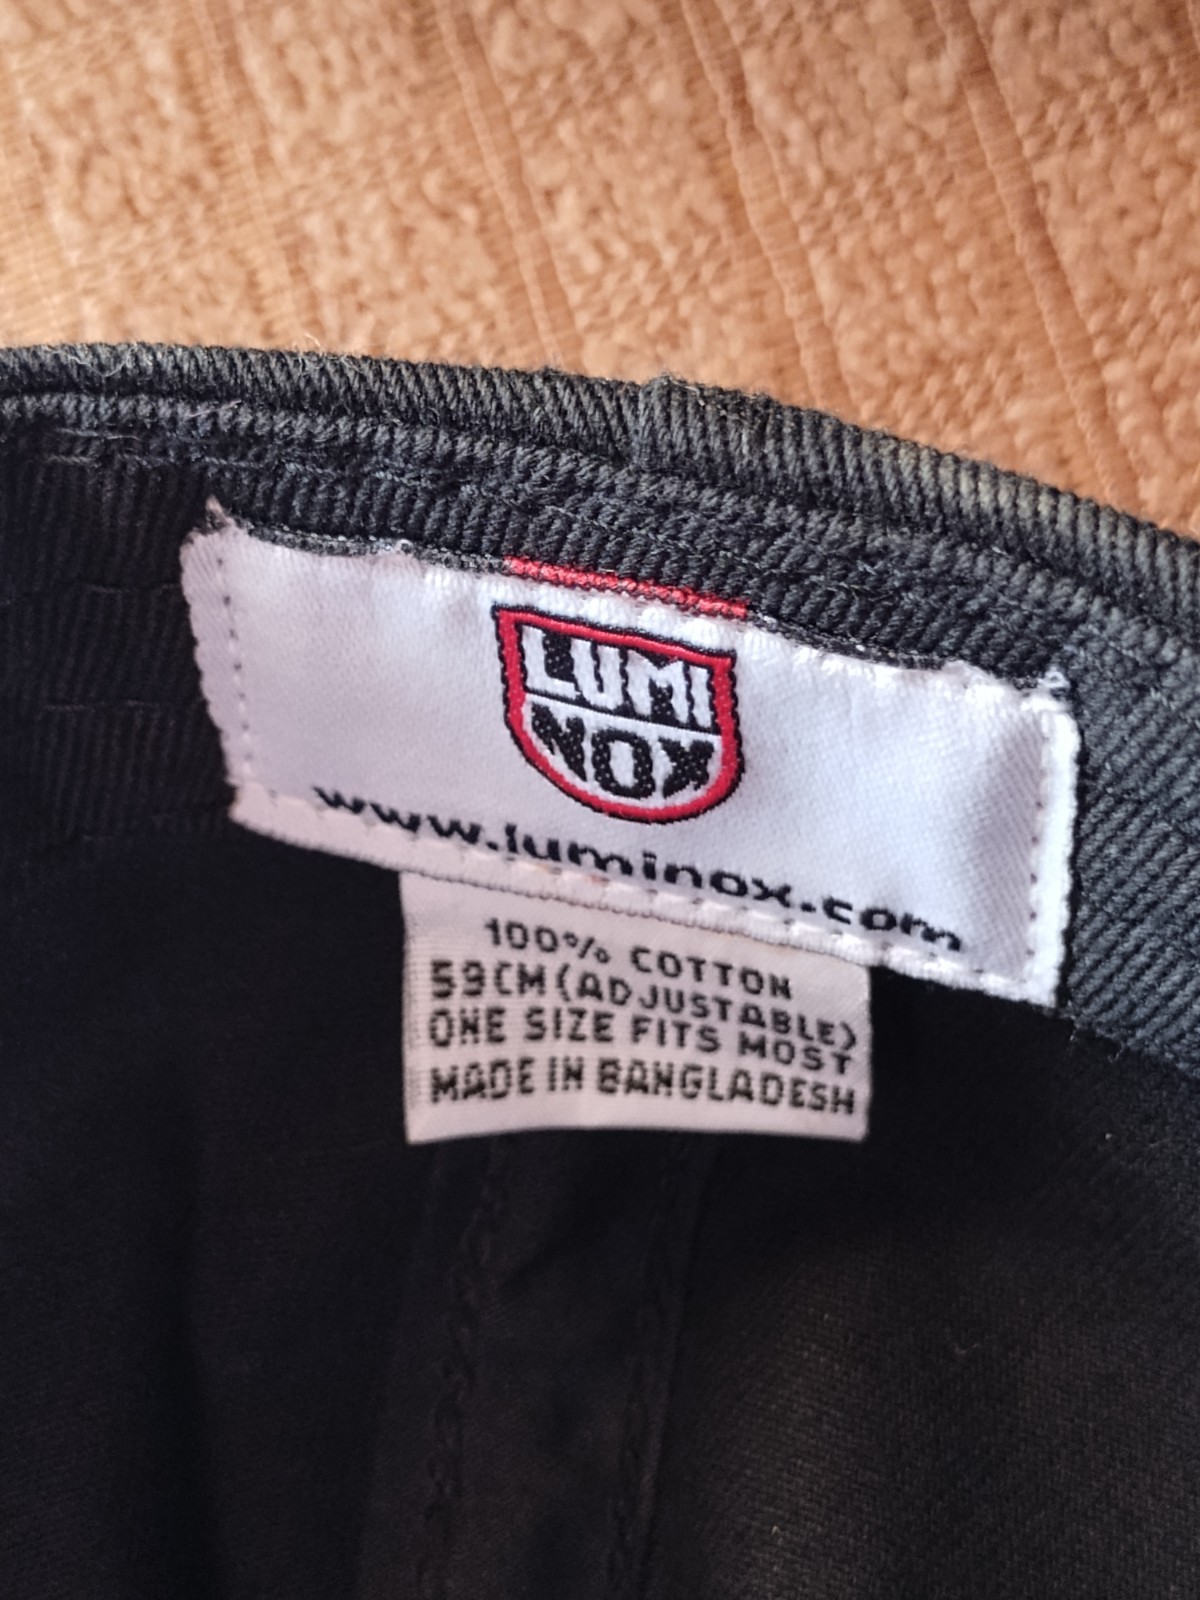 LUMI
NOX
www.luminox.com
100% COTTON
59CM(ADJUSTABLE)
ONE SIZE FITS MOST
MADE IN BANGLADESH